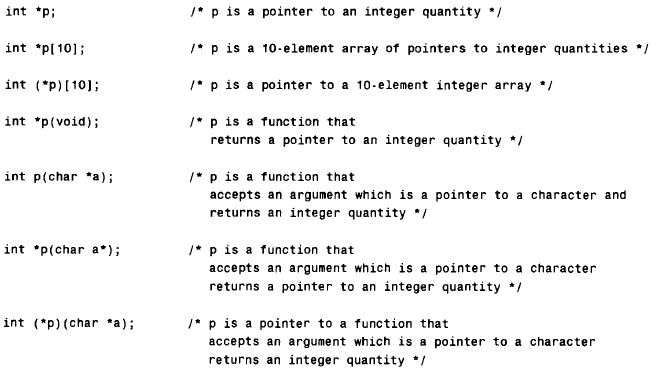 int *p; /* p is a pointer to an integer quantity */
int *p[10]; /* p is a 10-element array of pointers to integer quantities */
int (*p)[10]; /* p is a pointer to a 10-element integer array */
int *p(void); /* p is a function that
returns a pointer to an integer quantity */
int p(char *a); /* p is a function that
accepts an argument which is a pointer to a character and
returns an integer quantity */
int *p(char a*); /* p is a function that
accepts an argument which is a pointer to a character
returns a pointer to an integer quantity */
int (*p)(char *a); /* p is a pointer to a function that
accepts an argument which is a pointer to a character
returns an integer quantity */